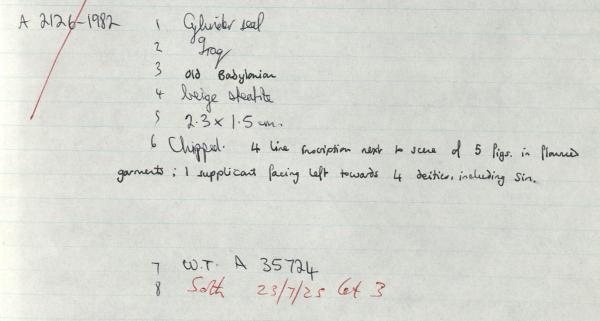 A 2126-1982 1 Cylinder seal
2 Iraq
3 Old Babylonian
4 beige steatite
5 2.3 x 1.5 cm.
6 Chipped. 4 line inscription next to scene of 5 figs. in flounced
garments; 1 supplicant facing left towards 4 deities, including Sin.
7 W.T. A 35724
8 Soth 23/7/25 Lot 3